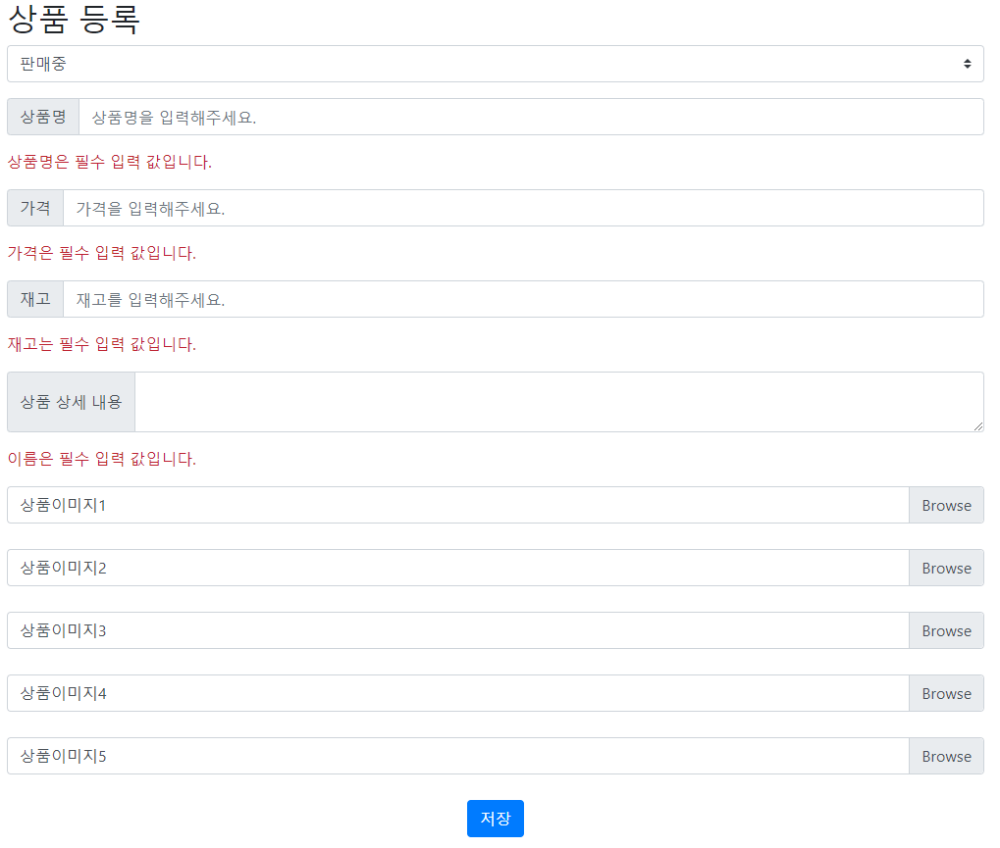 상품 등록
판매중
상품명 상품명을 입력해주세요.
상품명은 필수 입력 값입니다.
가격 가격을 입력해주세요.
가격은 필수 입력 값입니다.
재고 재고를 입력해주세요.
재고는 필수 입력 값입니다.
상품 상세 내용
이름은 필수 입력 값입니다.
상품이미지1 Browse
상품이미지2 Browse
상품이미지3 Browse
상품이미지4 Browse
상품이미지5 Browse
저장